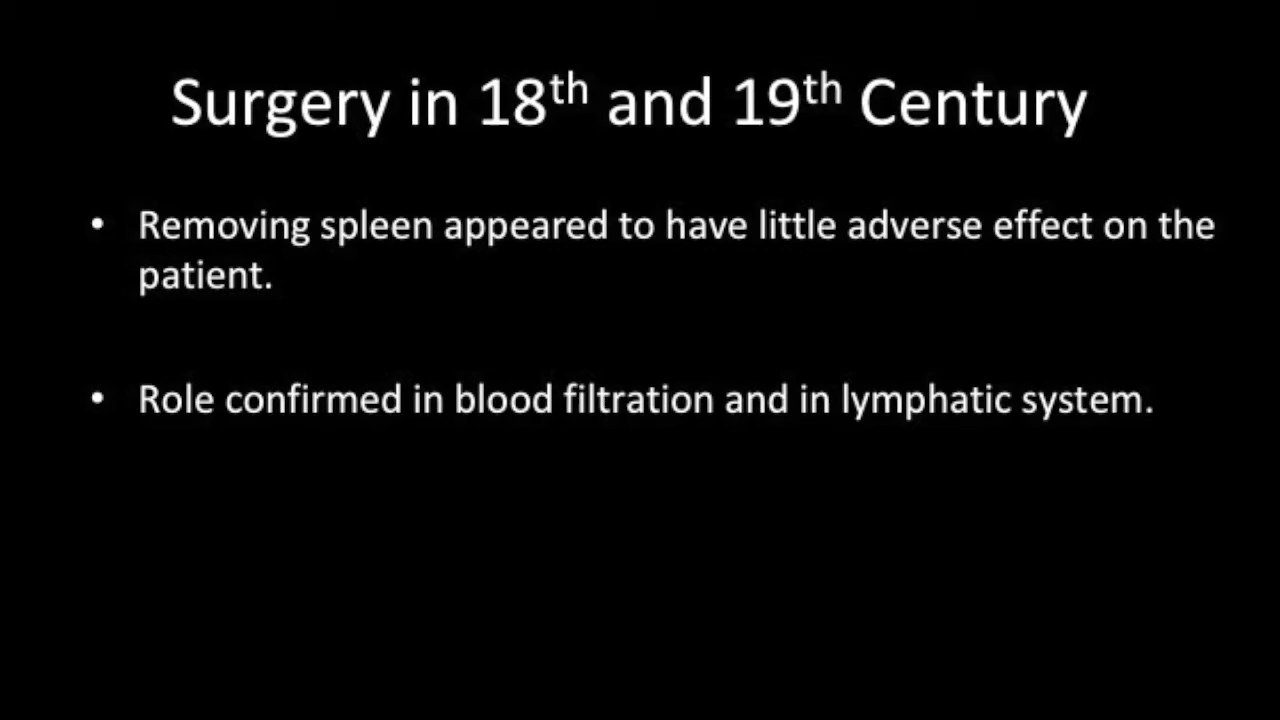 Surgery in 18th and 19th Century
• Removing spleen appeared to have little adverse effect on the
patient.
• Role confirmed in blood filtration and in lymphatic system.